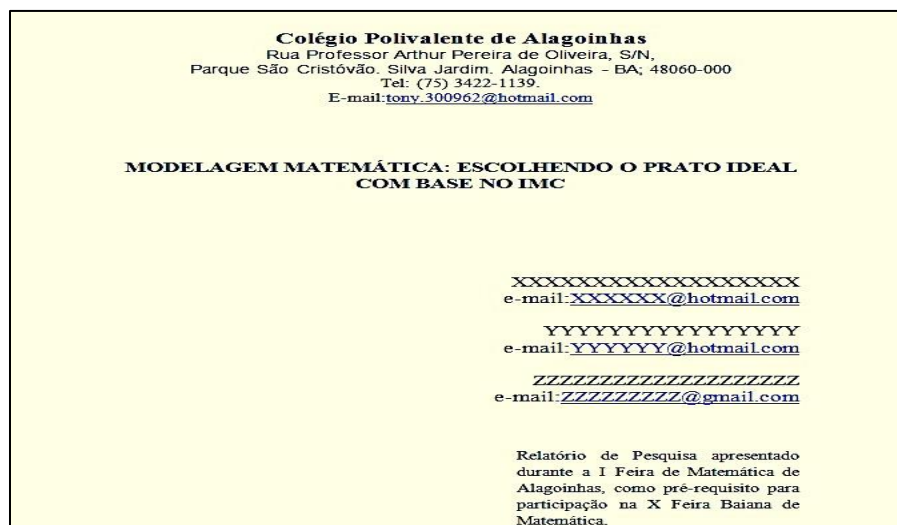 Colégio Polivalente de Alagoinhas
Rua Professor Arthur Pereira de Oliveira, S/N,
Parque São Cristóvão. Silva Jardim. Alagoinhas - BA; 48060-000
Tel: (75) 3422-1139.
E-mail:tony.300962@hotmail.com
MODELAGEM MATEMÁTICA: ESCOLHENDO O PRATO IDEAL
COM BASE NO IMC
XXXXXXXXXXXXXXXXXXXX
e-mail:XXXXXX@hotmail.com
YYYYYYYYYYYYYYYY
e-mail:YYYYYY@hotmail.com
ZZZZZZZZZZZZZZZZZZZZ
e-mail:ZZZZZZZZZ@gmail.com
Relatório de Pesquisa apresentado
durante a I Feira de Matemática de
Alagoinhas, como pré-requisito para
participação na X Feira Baiana de
Matemática.